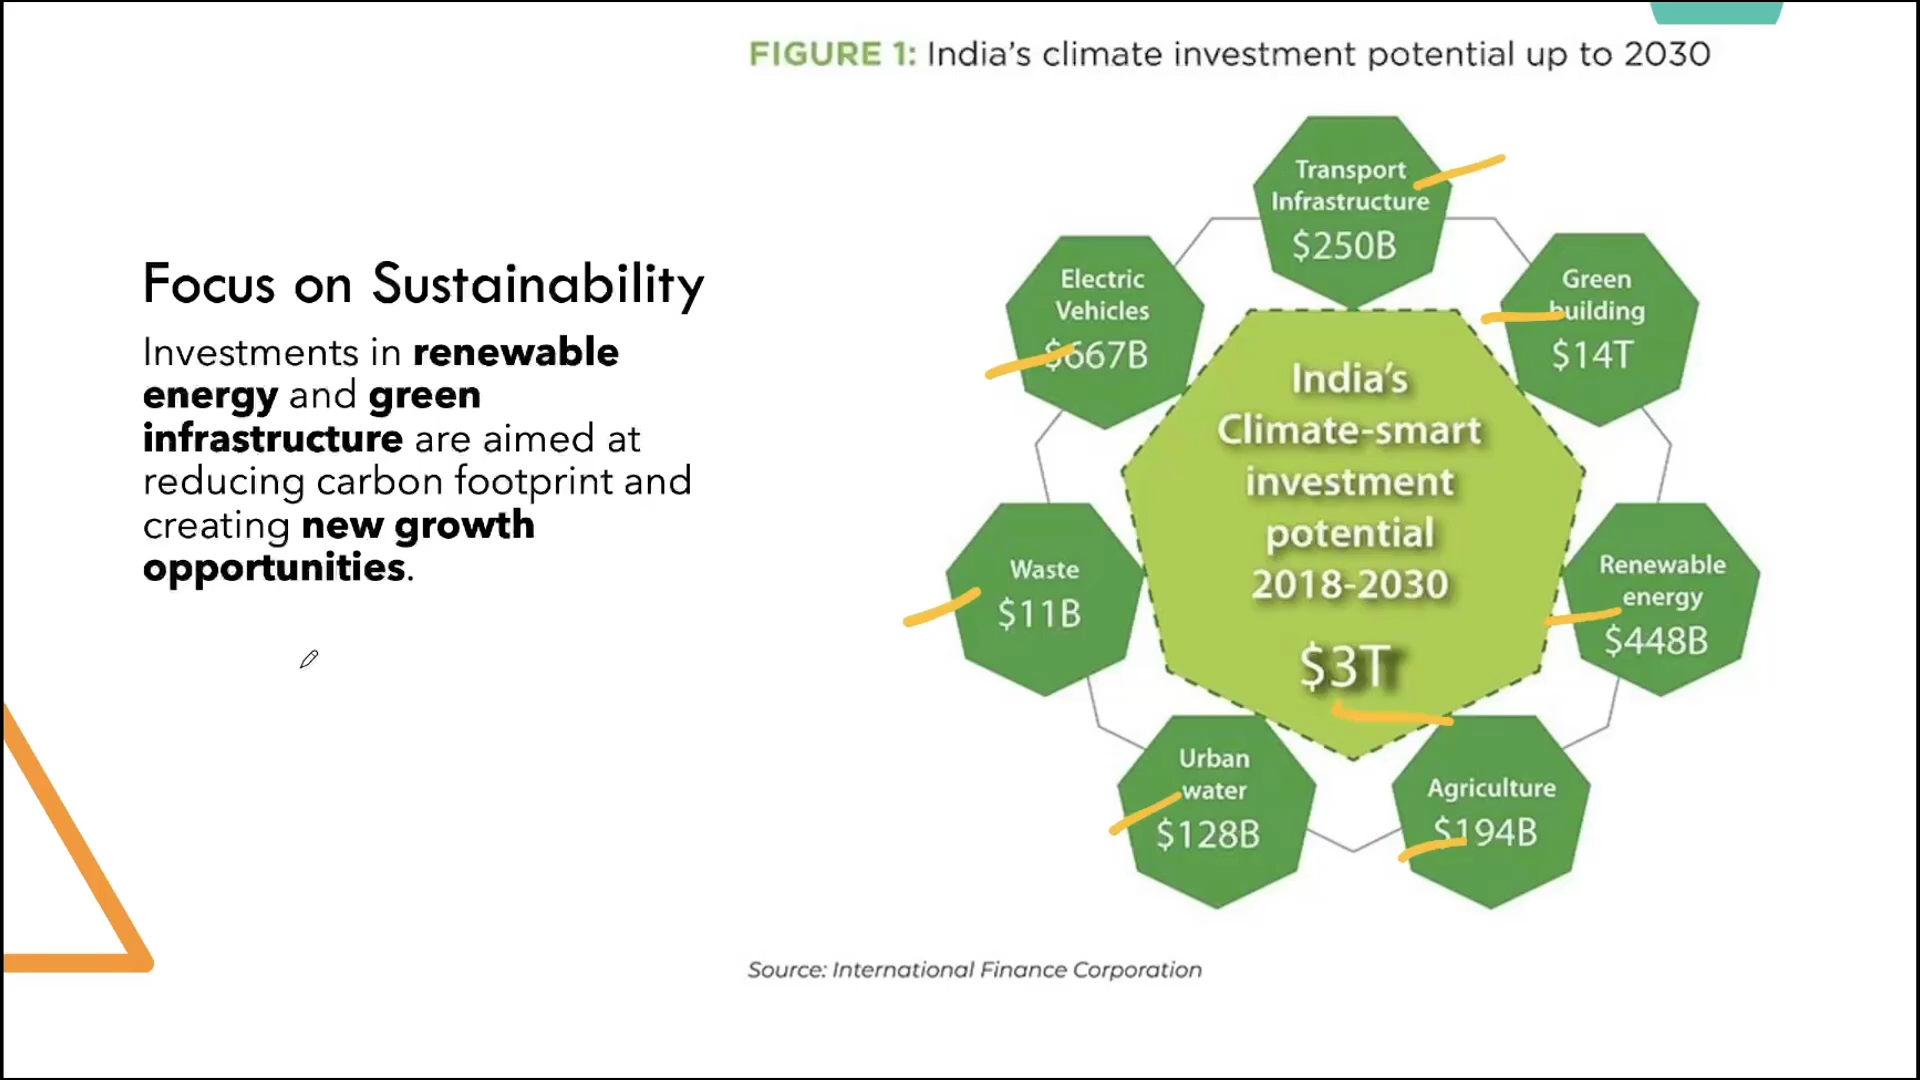 FIGURE 1: India's climate investment potential up to 2030
Focus on Sustainability
Investments in renewable
energy and green
infrastructure are aimed at
reducing carbon footprint and
creating new growth
opportunities.
Transport
Infrastructure
$250B
Electric
Vehicles
$667B
Green
building
$14T
India's
Climate-smart
investment
potential
2018-2030
$3T
Waste
$11B
Renewable
energy
$448B
Urban
water
$128B
Agriculture
$194B
Source: International Finance Corporation